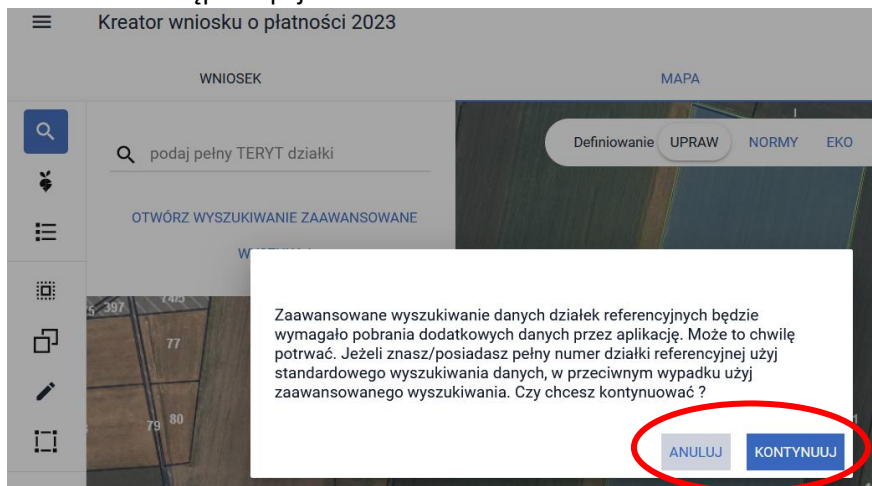 Kreator wniosku o płatności 2023
WNIOSEK
MAPA
podaj pełny TERYT działki
Definiowanie UPRAW NORMY EKO
OTWÓRZ WYSZUKIWANIE ZAAWANSOWANE
397
77
79 80
Zaawansowane wyszukiwanie danych działek referencyjnych będzie
wymagało pobrania dodatkowych danych przez aplikację. Może to chwilę
potrwać. Jeżeli znasz/posiadasz pełny numer działki referencyjnej użyj
standardowego wyszukiwania danych, w przeciwnym wypadku użyj
zaawansowanego wyszukiwania. Czy chcesz kontynuować ?
ANULUJ KONTYNUUJ